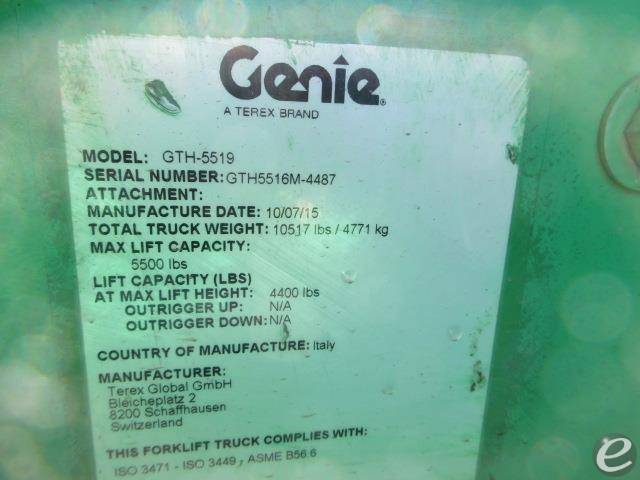 Genie
A TEREX BRAND
MODEL: GTH-5519
SERIAL NUMBER: GTH5516M-4487
ATTACHMENT:
MANUFACTURE DATE: 10/07/15
TOTAL TRUCK WEIGHT: 10517 lbs / 4771 kg
MAX LIFT CAPACITY:
5500 lbs
LIFT CAPACITY (LBS)
AT MAX LIFT HEIGHT: 4400 lbs
OUTRIGGER UP: N/A
OUTRIGGER DOWN: N/A
COUNTRY OF MANUFACTURE: Italy
MANUFACTURER:
Terex Global GmbH
Bleicheplatz 2
8200 Schaffhausen
Switzerland
THIS FORKLIFT TRUCK COMPLIES WITH:
ISO 3471 - ISO 3449, ASME B56.6
e